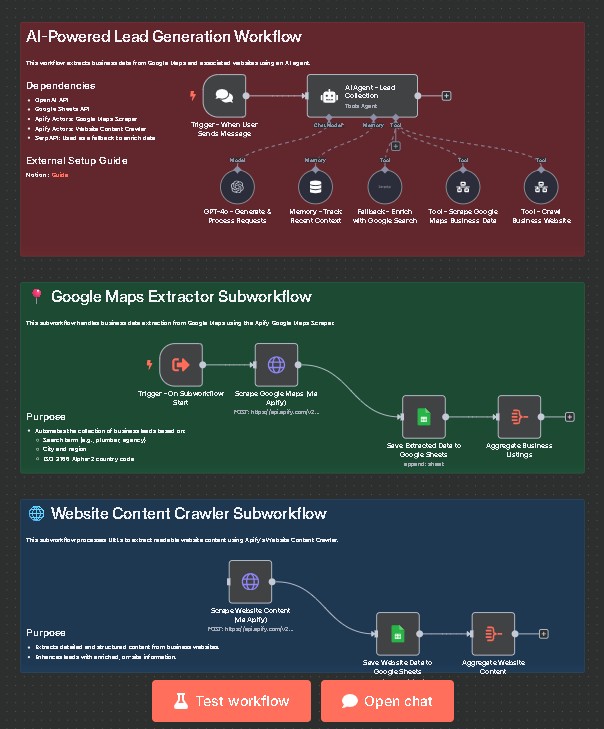 AI-Powered Lead Generation Workflow
This workflow extracts business data from Google Maps and associated websites using an AI agent.
Dependencies
OpenAI API
Google Sheets API
Apify Actors: Google Maps Scraper
Apify Actors: Website Content Crawler
SerpAPI: Used as a fallback to enrich data
External Setup Guide
Notion: Guide
Trigger - When User
Sends Message
AI Agent - Lead
Collection
Tools Agent
Chat Model*
Memory
Tool
Model
Memory
Tool
Tool
Tool
GPT-4o - Generate &
Process Requests
Memory - Track
Recent Context
Fallback - Enrich
with Google Search
Tool - Scrape Google
Maps Business Data
Tool - Crawl
Business Website
Google Maps Extractor Subworkflow
This subworkflow handles business data extraction from Google Maps using the Apify Google Maps Scraper.
Trigger - On Subworkflow
Start
Scrape Google Maps (via
Apify)
POST: https://api.apify.com/v2...
Purpose
Automates the collection of business leads based on:
Search term (e.g., plumber, agency)
City and region
ISO 3166 Alpha-2 country code
Save Extracted Data to
Google Sheets
append: sheet
Aggregate Business
Listings
Website Content Crawler Subworkflow
This subworkflow processes URLs to extract readable website content using Apify's Website Content Crawler.
Scrape Website Content
(via Apify)
POST: https://api.apify.com/v2...
Purpose
Extracts detailed and structured content from business websites.
Enhances leads with enriched, on-site information.
Save Website Data to
Google Sheets
Aggregate Website
Content
Test workflow
Open chat